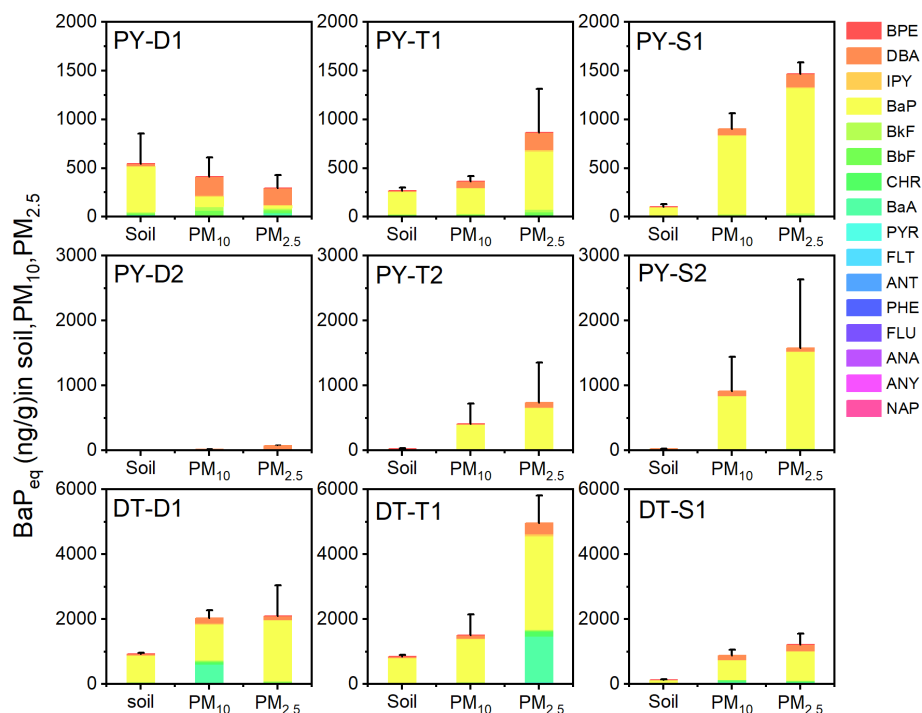 BaPeq (ng/g)in soil,PM10,PM2.5
PY-D1
2000
1500
1000
500
0
Soil PM10 PM2.5
PY-T1
2000
1500
1000
500
0
Soil PM10 PM2.5
PY-S1
2000
1500
1000
500
0
Soil PM10 PM2.5
PY-D2
3000
2000
1000
0
Soil PM10 PM2.5
PY-T2
3000
2000
1000
0
Soil PM10 PM2.5
PY-S2
3000
2000
1000
0
Soil PM10 PM2.5
DT-D1
6000
4000
2000
0
soil PM10 PM2.5
DT-T1
6000
4000
2000
0
Soil PM10 PM2.5
DT-S1
6000
4000
2000
0
Soil PM10 PM2.5
BPE
DBA
IPY
BaP
BkF
BbF
CHR
BaA
PYR
FLT
ANT
PHE
FLU
ANA
ANY
NAP